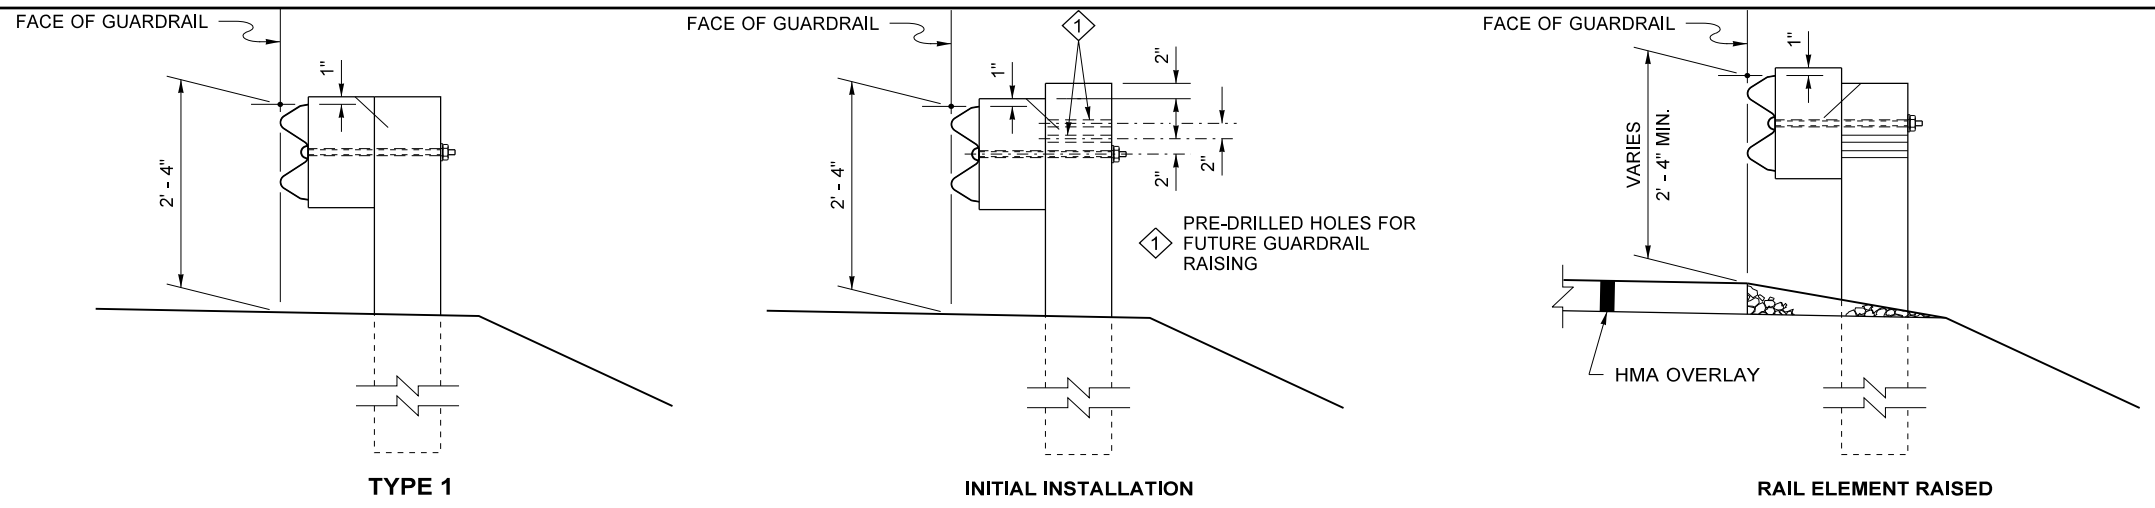 FACE OF GUARDRAIL
1"
2' - 4"
TYPE 1
FACE OF GUARDRAIL
1
1"
2"
2' - 4"
2"
2"
1 PRE-DRILLED HOLES FOR
FUTURE GUARDRAIL
RAISING
INITIAL INSTALLATION
FACE OF GUARDRAIL
1"
VARIES
2' - 4" MIN.
HMA OVERLAY
RAIL ELEMENT RAISED